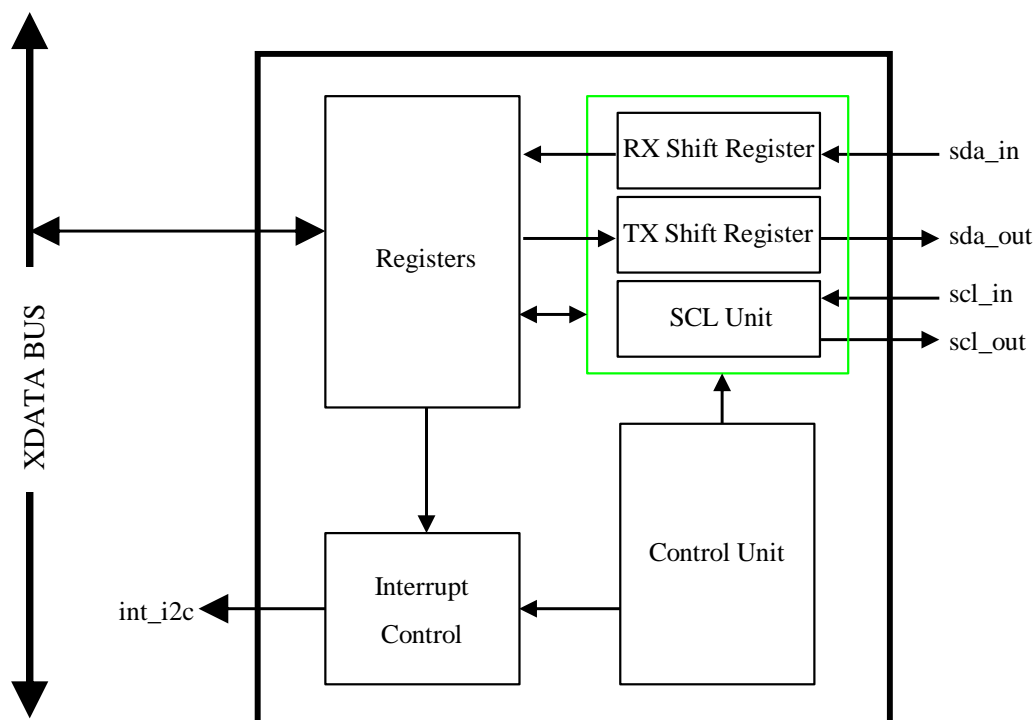 RX Shift Register
sda_in
TX Shift Register
sda_out
Registers
scl_in
SCL Unit
scl_out
XDATA BUS
Control Unit
Interrupt
Control
int_i2c